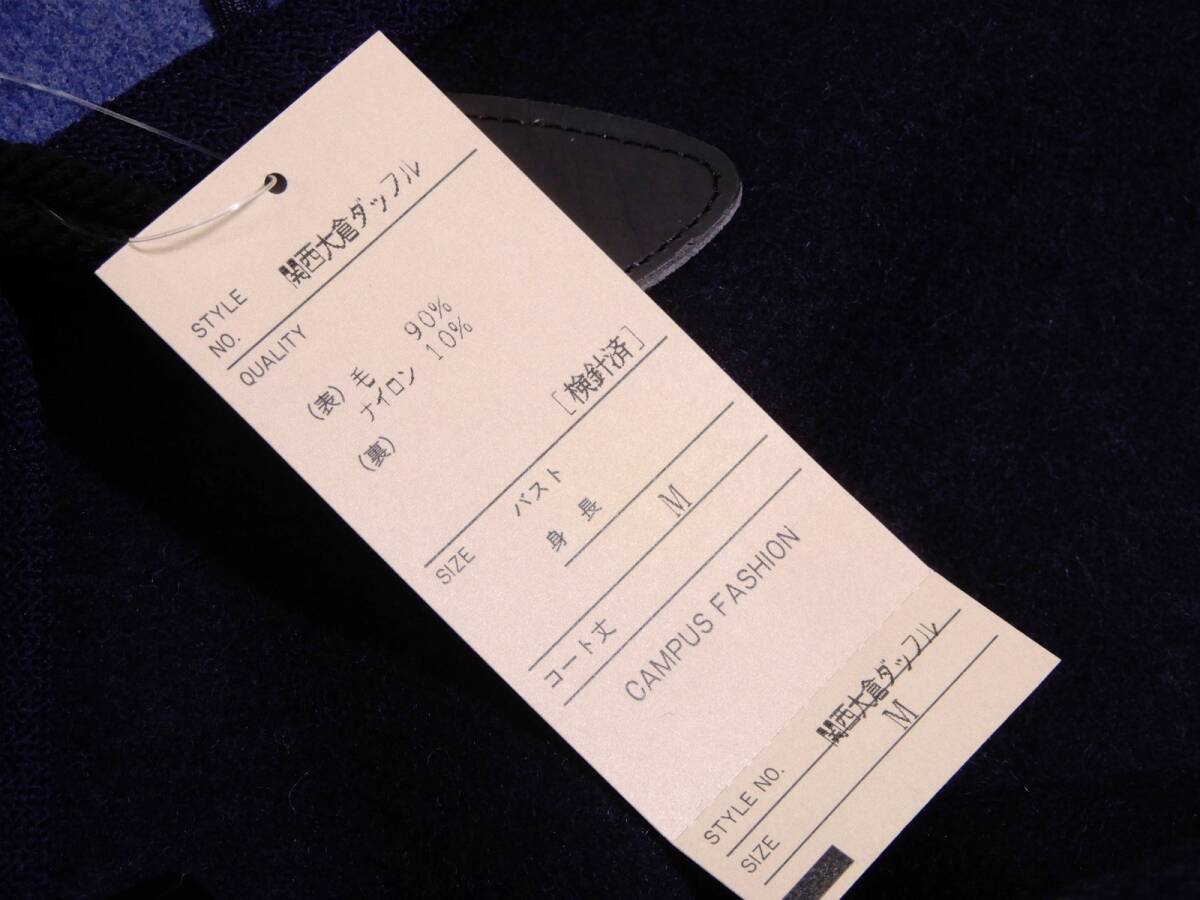 STYLE NO. 関西大倉ダッフル
QUALITY
(表) 毛 90%
ナイロン 10%
(裏)
[検針済]
SIZE バスト
身長 M
コート丈
CAMPUS FASHION
STYLE NO. 関西大倉ダッフル
SIZE M